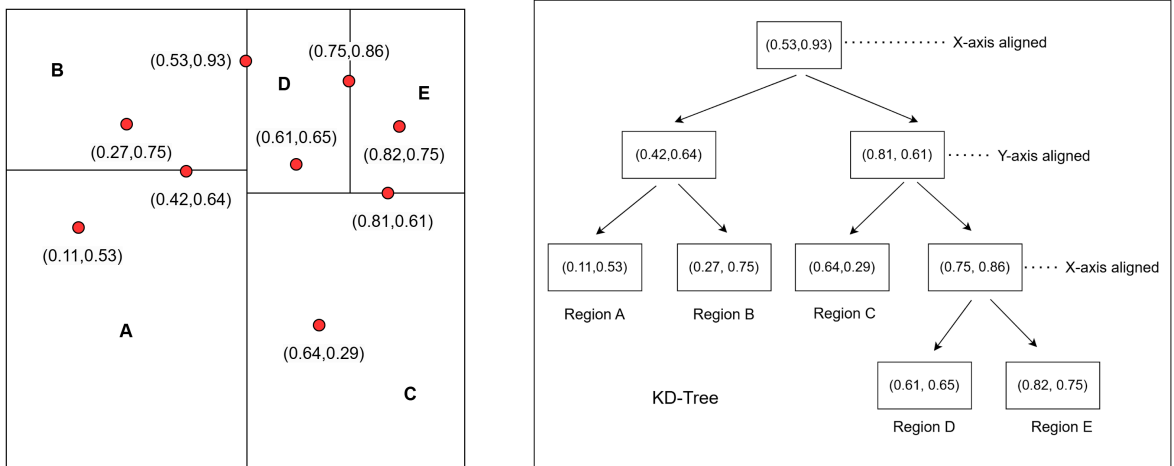 (0.53,0.93)
(0.75,0.86)
B
D
E
(0.27,0.75)
(0.61,0.65)
(0.82,0.75)
(0.42,0.64)
(0.81,0.61)
(0.11,0.53)
A
(0.64,0.29)
C
(0.53,0.93)
X-axis aligned
(0.42,0.64)
(0.81, 0.61)
Y-axis aligned
(0.11,0.53)
(0.27, 0.75)
(0.64,0.29)
(0.75, 0.86)
X-axis aligned
Region A
Region B
Region C
(0.61, 0.65)
(0.82, 0.75)
KD-Tree
Region D
Region E